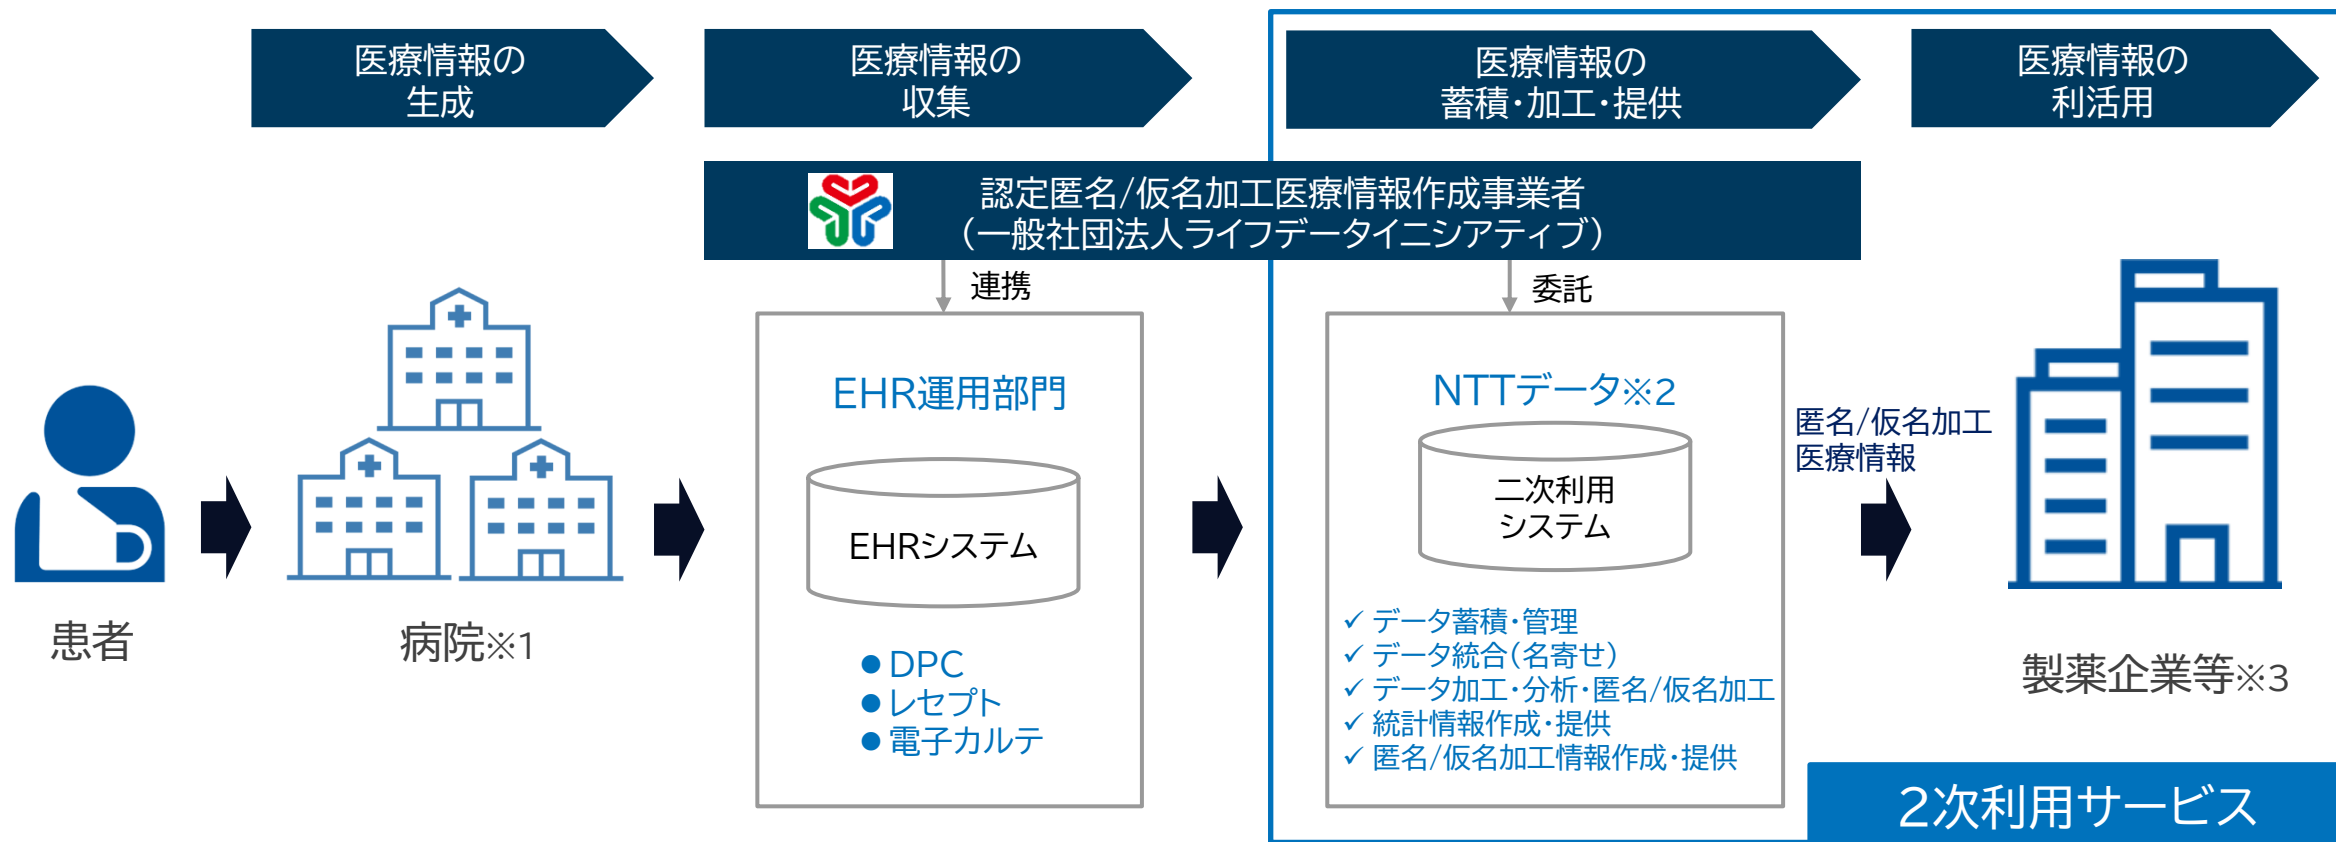 医療情報の
生成
医療情報の
収集
医療情報の
蓄積・加工・提供
医療情報の
利活用
認定匿名/仮名加工医療情報作成事業者
(一般社団法人ライフデータイニシアティブ)
連携
委託
患者
病院※1
EHR運用部門
EHRシステム
●DPC
●レセプト
●電子カルテ
NTTデータ※2
二次利用
システム
✓データ蓄積・管理
✓データ統合(名寄せ)
✓データ加工・分析・匿名/仮名加工
✓統計情報作成・提供
✓匿名/仮名加工情報作成・提供
匿名/仮名加工
医療情報
製薬企業等※3
2次利用サービス